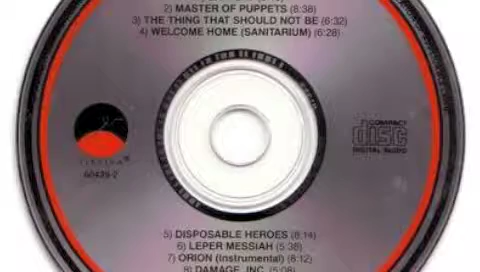 2) MASTER OF PUPPETS (8:38)
3) THE THING THAT SHOULD NOT BE (6:32)
4) WELCOME HOME (SANITARIUM) (6:28)
COMPACT
disc
DIGITAL AUDIO
60439-2
5) DISPOSABLE HEROES (8:14)
6) LEPER MESSIAH (5:38)
7) ORION (Instrumental) (8:12)
8) DAMAGE, INC. (5:08)